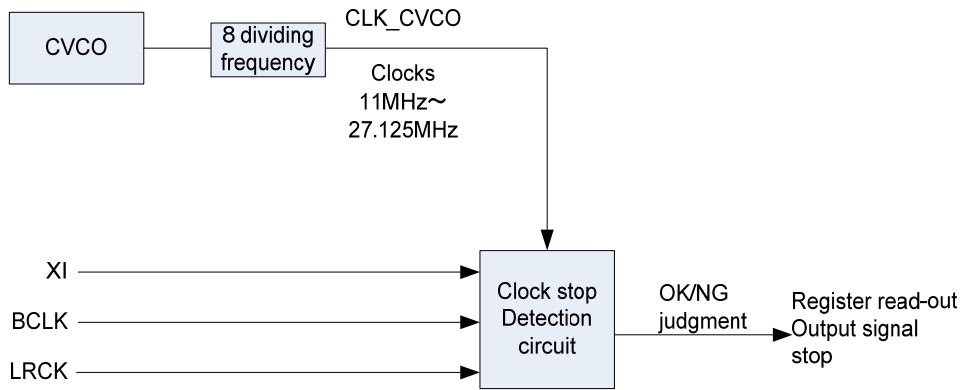 CVCO
8 dividing
frequency
CLK_CVCO
Clocks
11MHz～
27.125MHz
XI
BCLK
LRCK
Clock stop
Detection
circuit
OK/NG
judgment
Register read-out
Output signal
stop